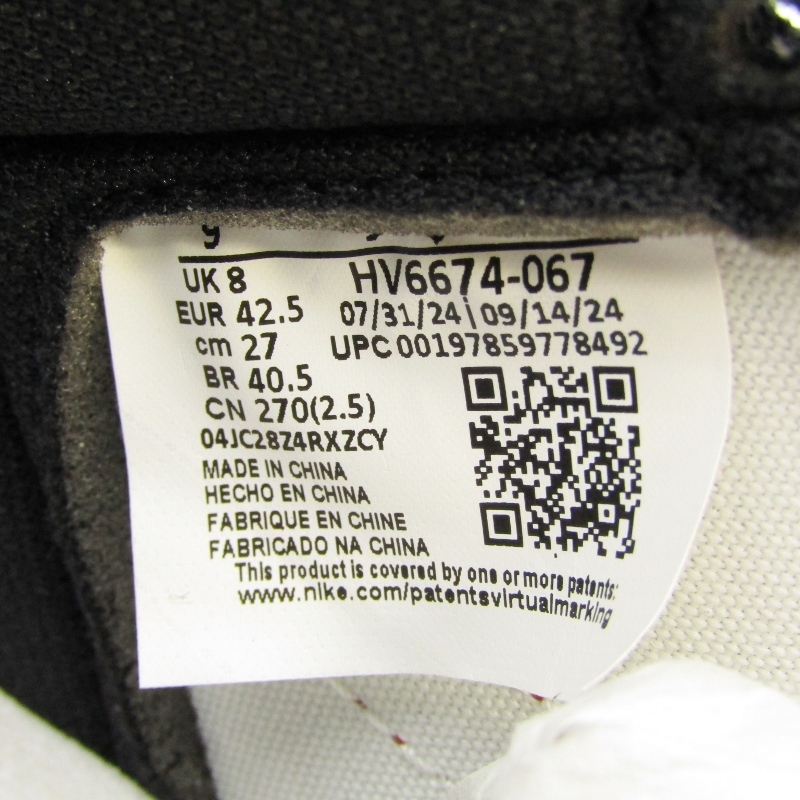 UK 8 HV6674-067
EUR 42.5 07/31/24 | 09/14/24
cm 27 UPC 00197859778492
BR 40.5
CN 270(2.5)
04JC28Z4RXZCY
MADE IN CHINA
HECHO EN CHINA
FABRIQUE EN CHINE
FABRICADO NA CHINA
This product is covered by one or more patents:
www.nike.com/patentsvirtualmarking